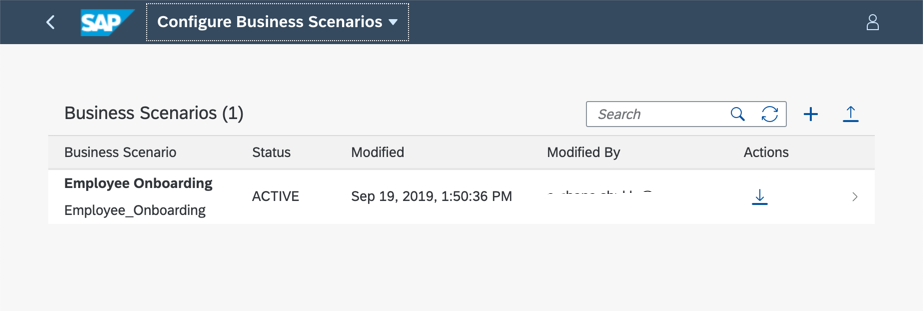 SAP Configure Business Scenarios
Business Scenarios (1)
Search
Business Scenario Status Modified Modified By Actions
Employee Onboarding
ACTIVE Sep 19, 2019, 1:50:36 PM
Employee_Onboarding